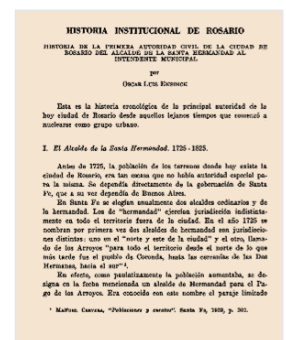 HISTORIA INSTITUCIONAL DE ROSARIO
HISTORIA DE LA PRIMERA AUTORIDAD CIVIL DE LA CIUDAD DE
ROSARIO DEL ALCALDE DE LA SANTA HERMANDAD AL
INTENDENTE MUNICIPAL
por
OSCAR LUIS ENSINCK
Esta es la historia cronológica de la principal autoridad de la
hoy ciudad de Rosario desde aquellos lejanos tiempos que comenzó a
nuclearse como grupo urbano.
I. El Alcalde de la Santa Hermandad. 1725 - 1825.
Antes de 1725, la población de los terrenos donde hoy existe la
ciudad de Rosario, era tan escasa que no había autoridad especial pa-
ra la misma. Se dependía directamente de la gobernación de Santa
Fe, que a su vez dependía de Buenos Aires.
En Santa Fe se elegían anualmente dos alcaldes ordinarios y de
la hermandad. Los de "hermandad" ejercían jurisdicción indistinta-
mente en todo el territorio fuera de la ciudad. En el año 1725 se
nombran por primera vez dos alcaldes de hermandad con jurisdiccio-
nes distintas: uno en el "norte y este de la ciudad" y el otro, llama-
do de los Arroyos "para todo el territorio desde el norte de lo que
más tarde fue el pueblo de Coronda, hasta las cercanías de las Dos
Hermanas, hacia el sur" ¹.
En efecto, como paulatinamente la población aumentaba, se de-
signa en la fecha mencionada un alcalde de Hermandad para el Pa-
go de los Arroyos. Era conocido con este nombre el paraje limitado
¹ MANUEL CERVERA, "Poblaciones y curatos". Santa Fe, 1939, p. 301.